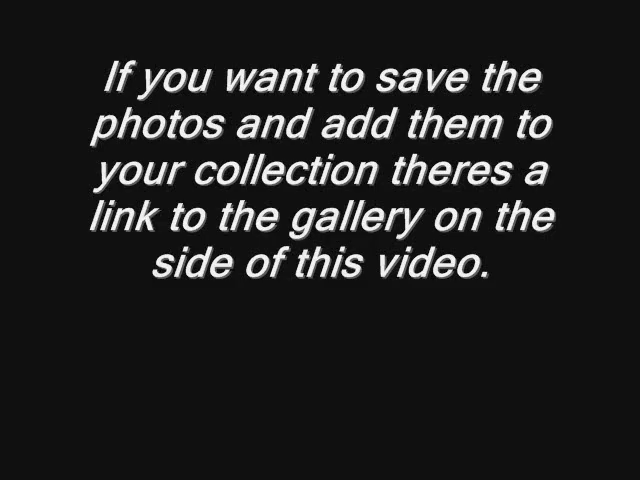 If you want to save the
photos and add them to
your collection theres a
link to the gallery on the
side of this video.